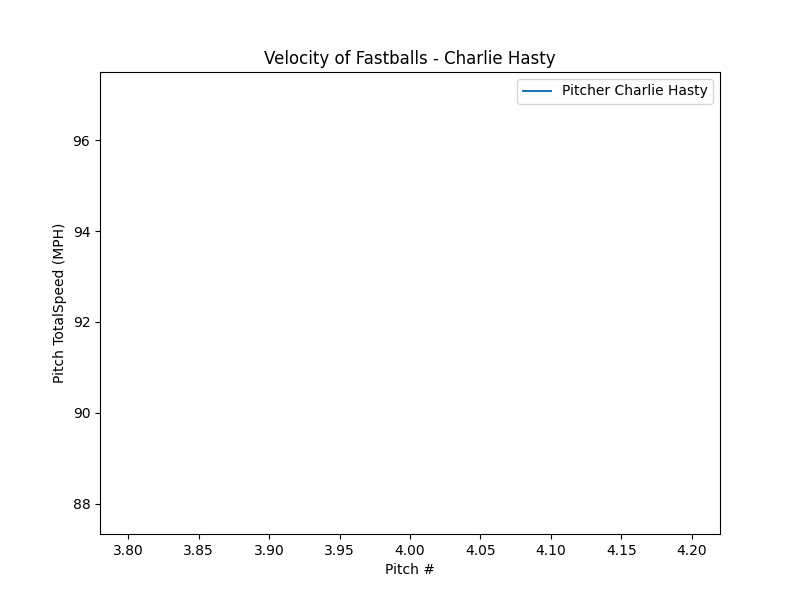 Velocity of Fastballs - Charlie Hasty
Pitcher Charlie Hasty
96
94
92
90
88
Pitch TotalSpeed (MPH)
3.80 3.85 3.90 3.95 4.00 4.05 4.10 4.15 4.20
Pitch #